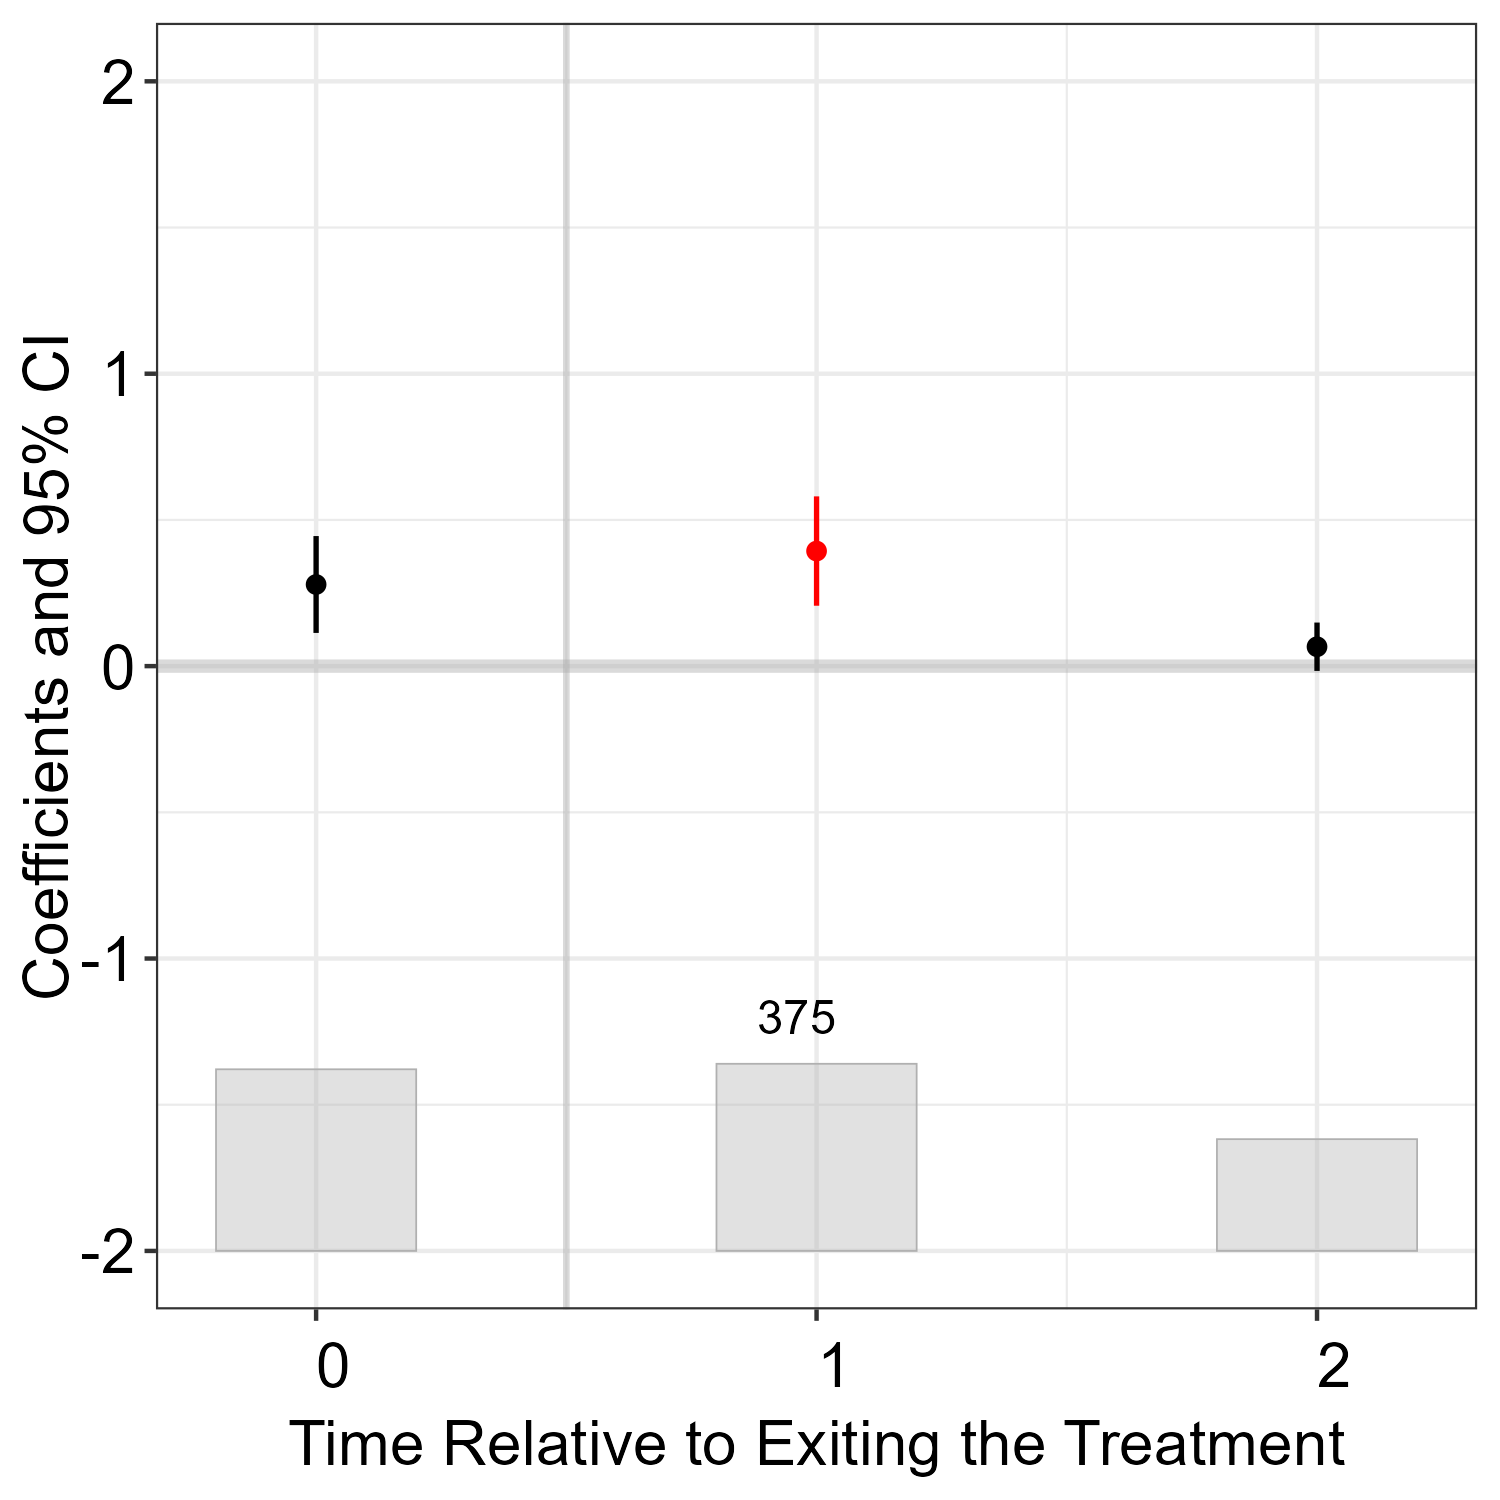 Coefficients and 95% CI
2
1
0
-1
-2
375
0 1 2
Time Relative to Exiting the Treatment